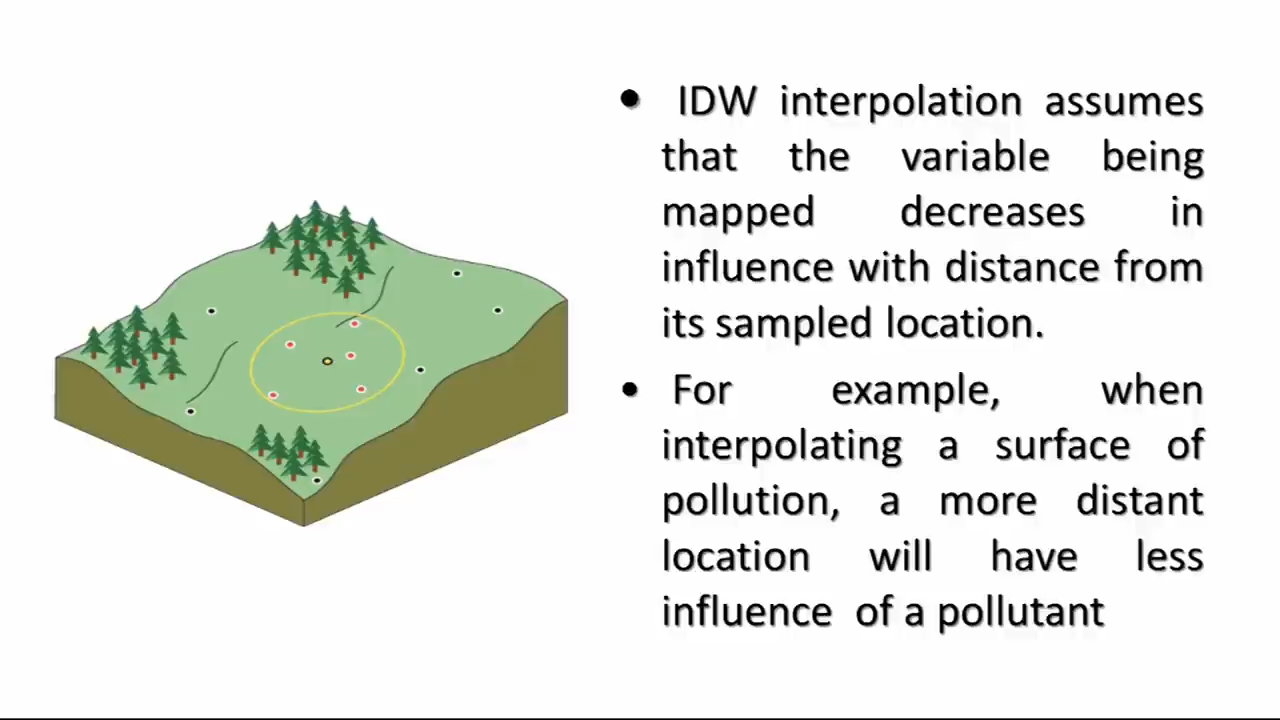 • IDW interpolation assumes
that the variable being
mapped decreases in
influence with distance from
its sampled location.
• For example, when
interpolating a surface of
pollution, a more distant
location will have less
influence of a pollutant